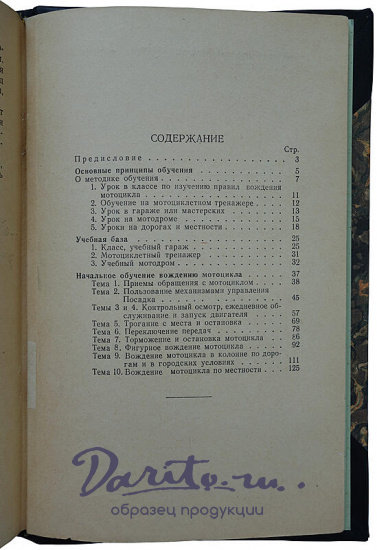 СОДЕРЖАНИЕ
Стр.
Предисловие . . . . . . . . . . . . . . . . . 3
Основные принципы обучения . . . . . . . . . . 5
О методике обучения . . . . . . . . . . . . . . 7
1. Урок в классе по изучению правил вождения
мотоцикла . . . . . . . . . . . . . . . . 11
2. Обучение на мотоциклетном тренажере . . . . 12
3. Урок в гараже или мастерских . . . . . . . 13
4. Урок на мотодроме . . . . . . . . . . . . 15
5. Уроки на дорогах и местности . . . . . . . 18
Учебная база . . . . . . . . . . . . . . . . 25
1. Класс, учебный гараж . . . . . . . . . . . 25
2. Мотоциклетный тренажер . . . . . . . . . . 31
3. Учебный мотодром . . . . . . . . . . . . . 32
Начальное обучение вождению мотоцикла . . . . . 37
Тема 1. Приемы обращения с мотоциклом . . . . . 38
Тема 2. Пользование механизмами управления
Посадка . . . . . . . . . . . . . . . 45
Темы 3 и 4. Контрольный осмотр, ежедневное об-
служивание и запуск двигателя . . . . 57
Тема 5. Трогание с места и остановка . . . . . 69
Тема 6. Переключение передач . . . . . . . . . 78
Тема 7. Торможение и остановка мотоцикла . . . 86
Тема 8, Фигурное вождение мотоцикла . . . . . . 92
Тема 9. Вождение мотоцикла в колонне по доро-
гам и в городских условиях . . . . . . 111
Тема 10. Вождение мотоцикла по местности . . . 125
Darito.ru..
образец продукции